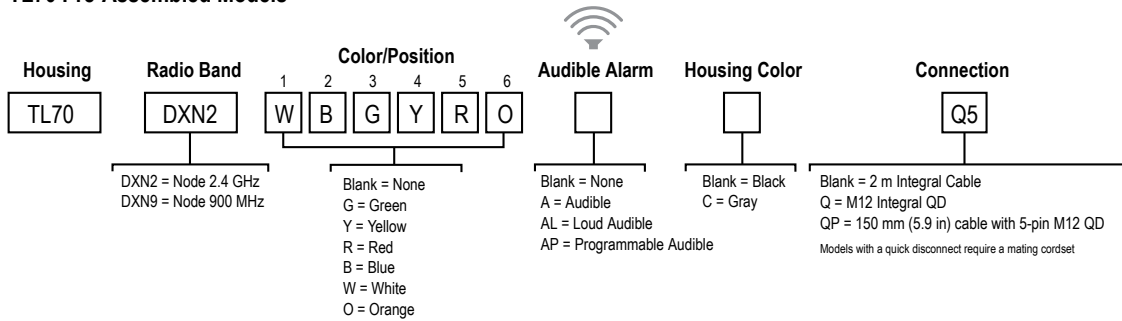 Housing
TL70
Radio Band
DXN2
DXN2 = Node 2.4 GHz
DXN9 = Node 900 MHz
Color/Position
1 2 3 4 5 6
W B G Y R O
Blank = None
G = Green
Y = Yellow
R = Red
B = Blue
W = White
O = Orange
Audible Alarm
Blank = None
A = Audible
AL = Loud Audible
AP = Programmable Audible
Housing Color
Blank = Black
C = Gray
Connection
Q5
Blank = 2 m Integral Cable
Q = M12 Integral QD
QP = 150 mm (5.9 in) cable with 5-pin M12 QD
Models with a quick disconnect require a mating cordset